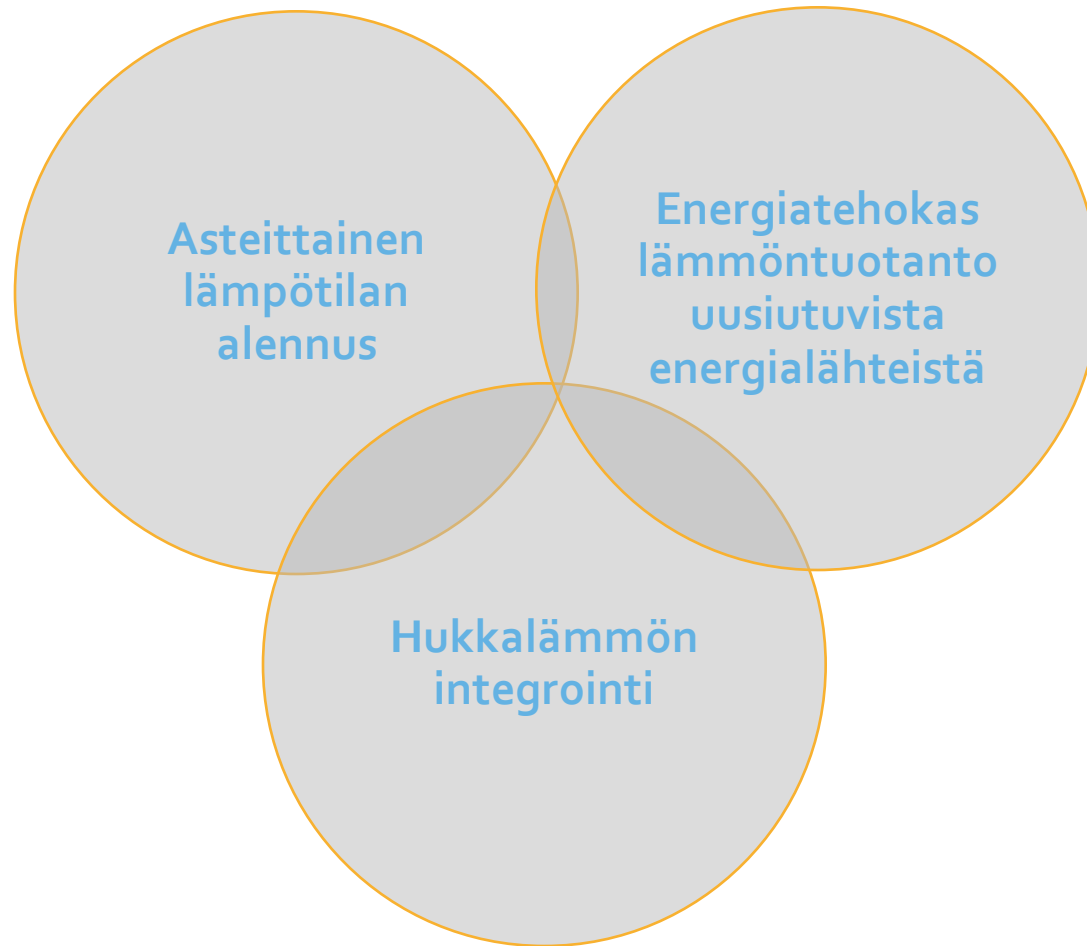 Asteittainen
lämpötilan
alennus
Energiatehokas
lämmöntuotanto
uusiutuvista
energialähteistä
Hukkalämmön
integrointi